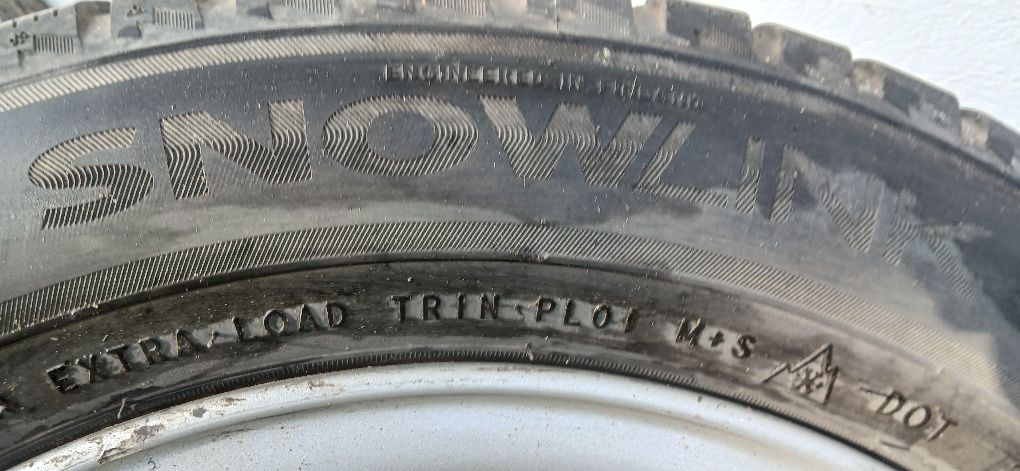 ENGINEERED IN FINLAND
SNOWLINK
EXTRA LOAD TRIN PL01 M+S DOT